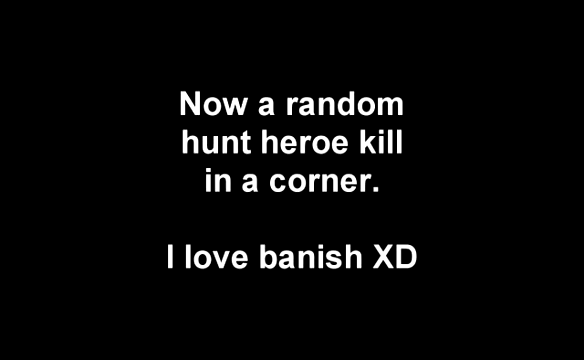 Now a random
hunt heroe kill
in a corner.
I love banish XD